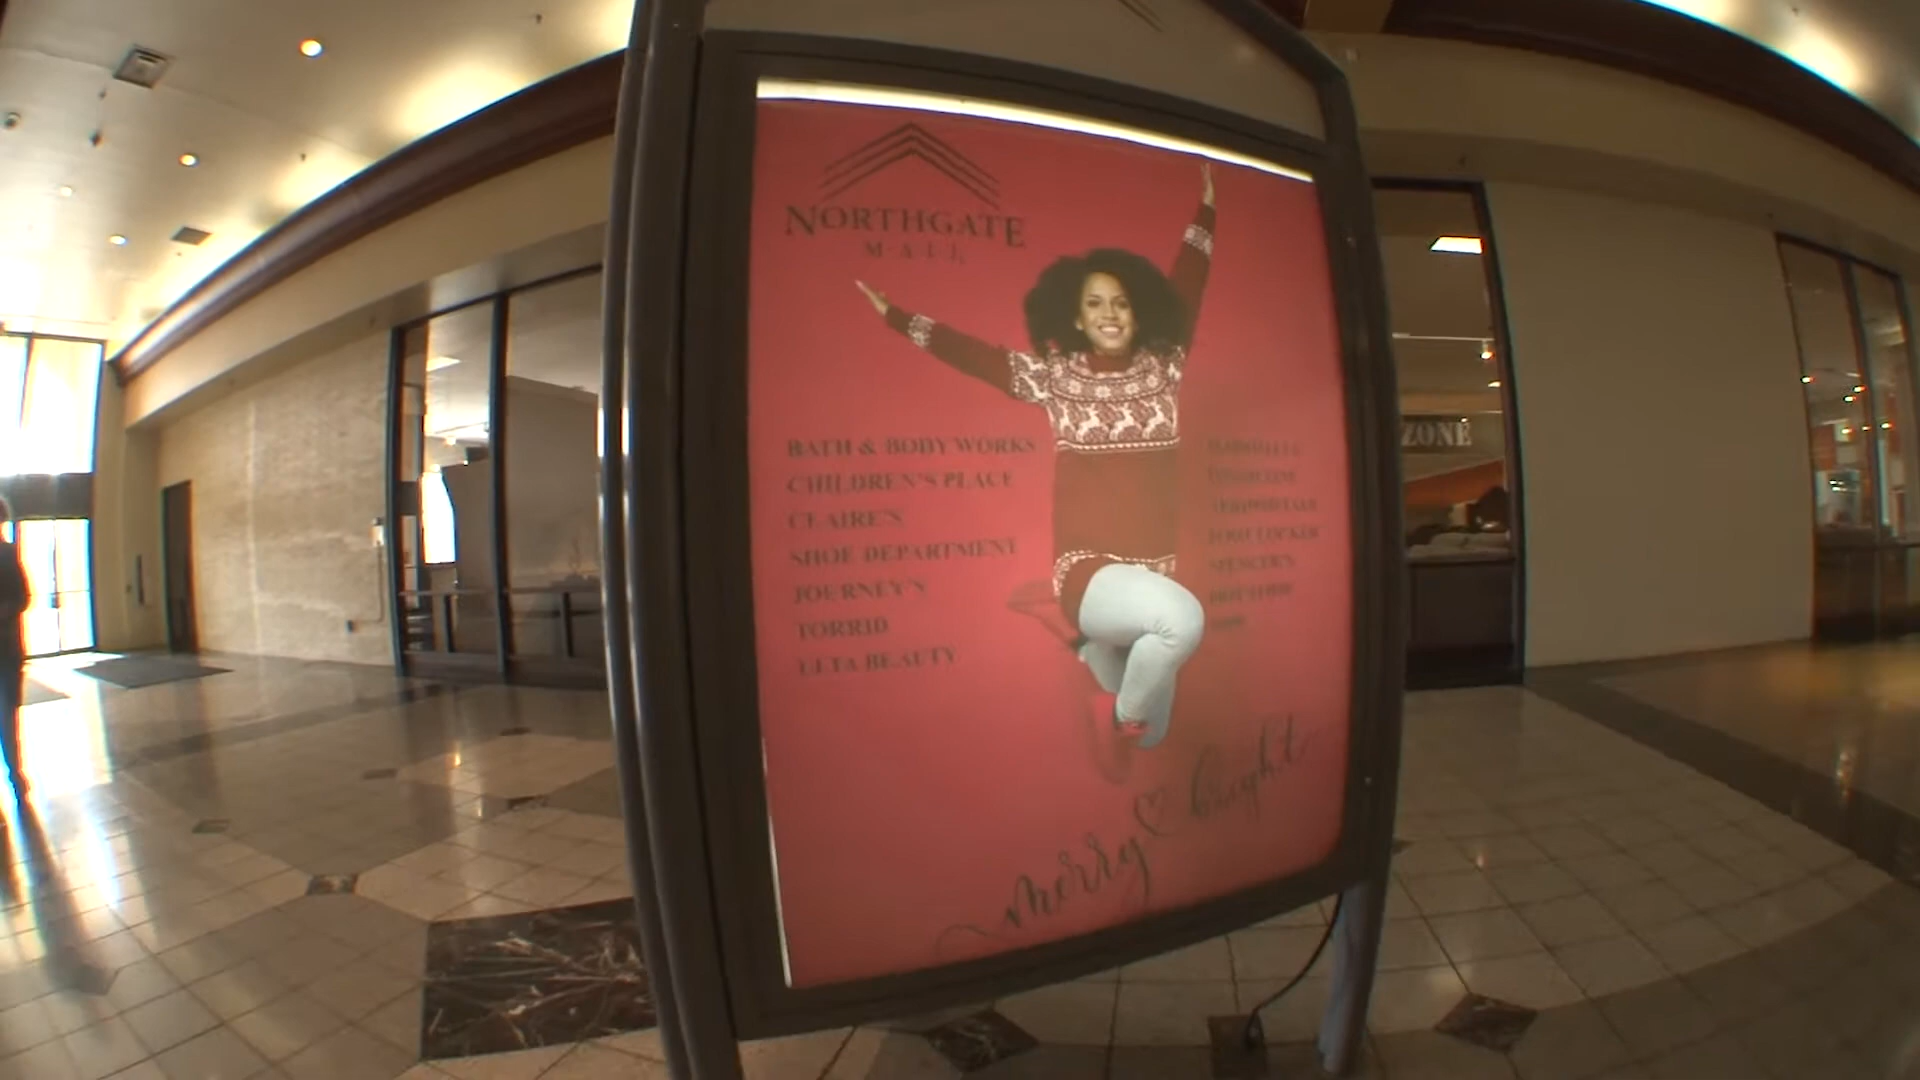 NORTHGATE
MALL
BATH & BODY WORKS
CHILDREN'S PLACE
CLAIRE'S
SHOE DEPARTMENT
JOURNEY'S
TORRID
ULTA BEAUTY
FOOT LOCKER
SPENCER'S
merry bright
ZONE